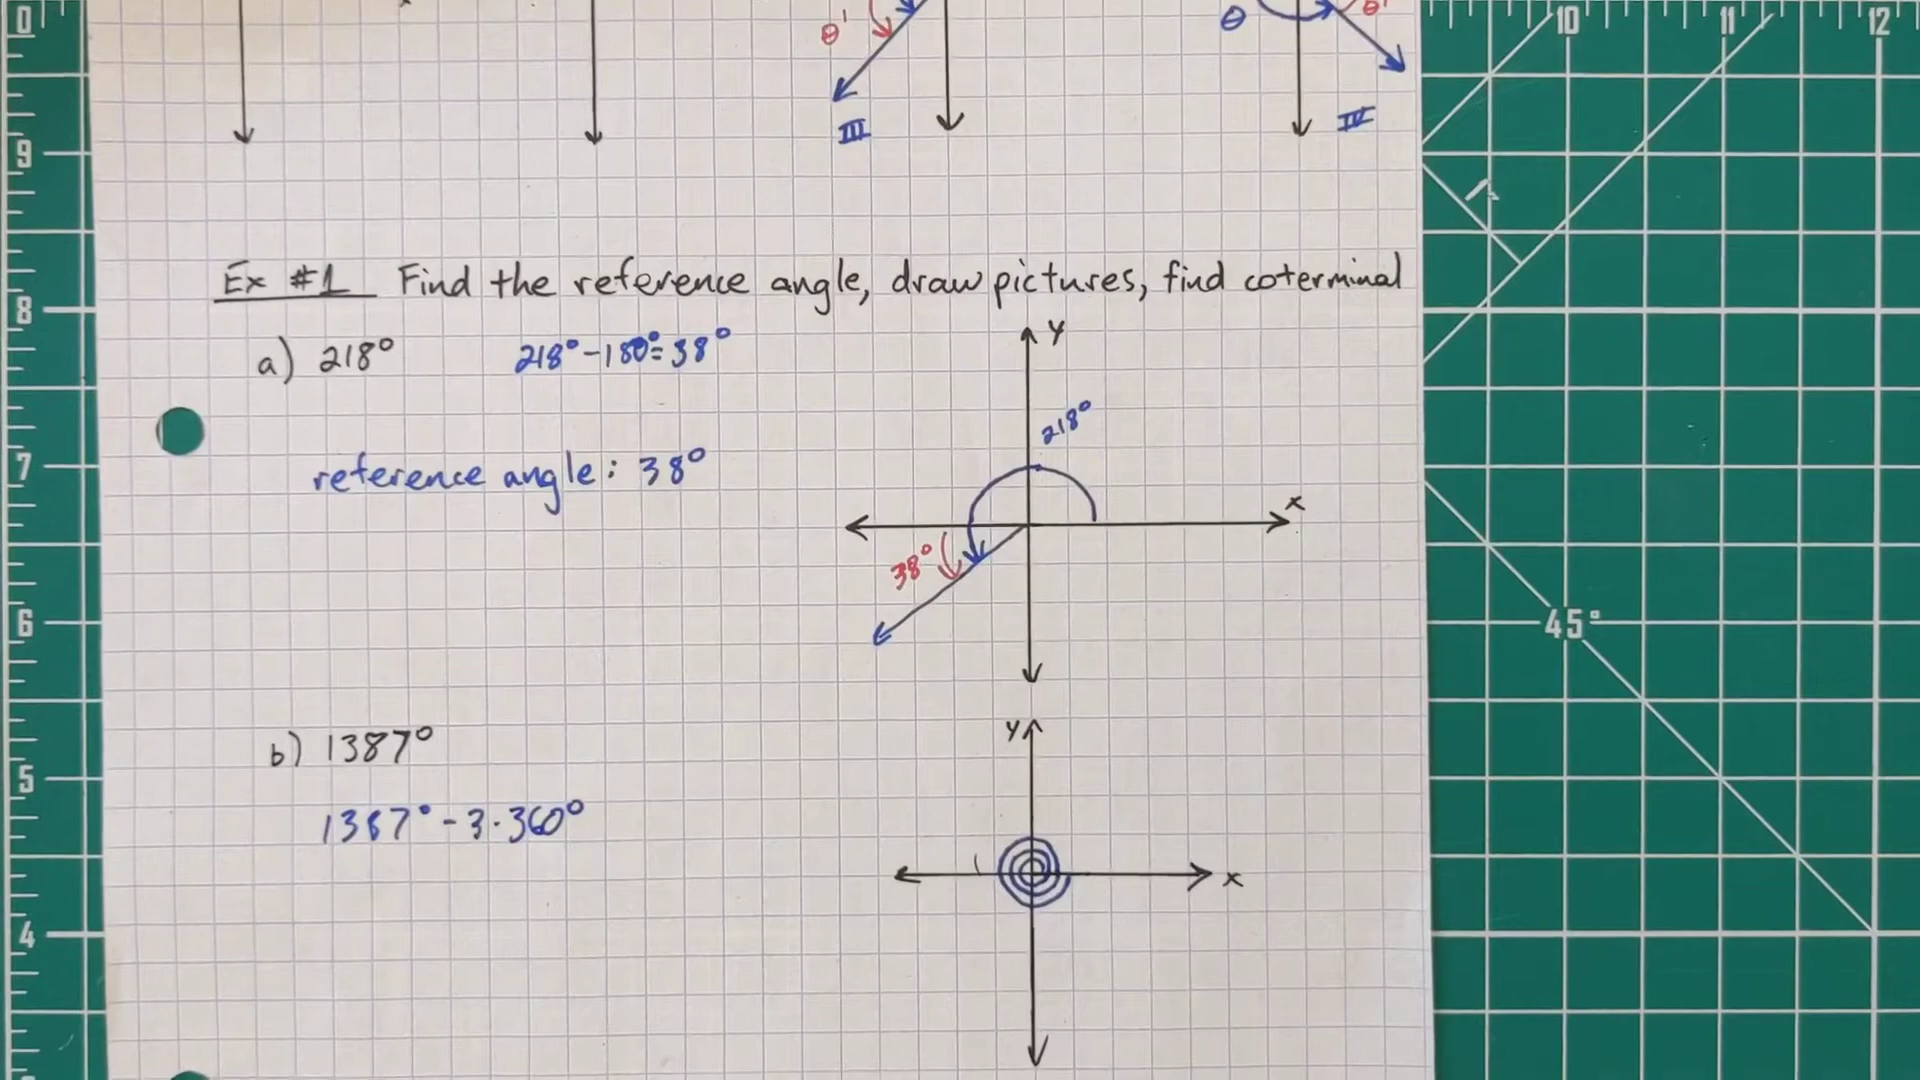 0
10 11 12
θ'
θ
θ'
III
IV
9
Ex #1 Find the reference angle, draw pictures, find coterminal
8
a) 218° 218°-180°=38°
y
218°
7
reference angle: 38°
x
38°
6
45°
b) 1387°
y
5
1387°-3·360°
x
4